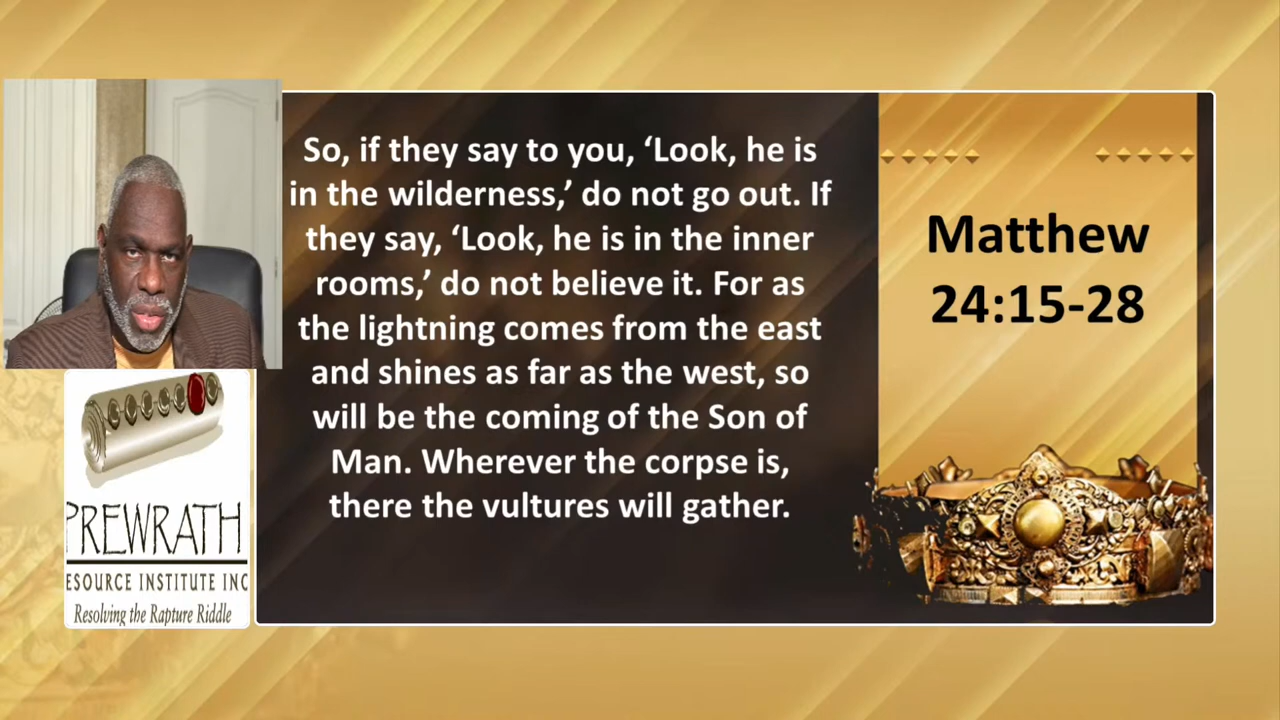 So, if they say to you, ‘Look, he is
in the wilderness,’ do not go out. If
they say, ‘Look, he is in the inner
rooms,’ do not believe it. For as
the lightning comes from the east
and shines as far as the west, so
will be the coming of the Son of
Man. Wherever the corpse is,
there the vultures will gather.
Matthew
24:15-28
PREWRATH
ESOURCE INSTITUTE INC
Resolving the Rapture Riddle